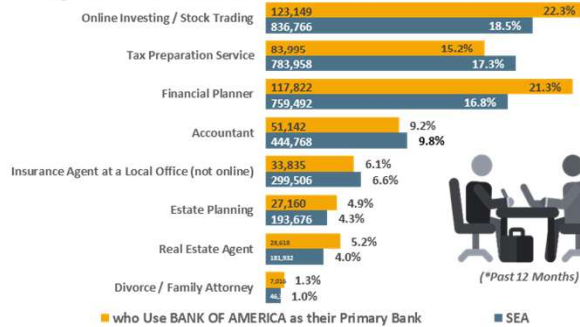 Online Investing / Stock Trading
123,149 22.3%
836,766 18.5%
Tax Preparation Service
83,995 15.2%
783,958 17.3%
Financial Planner
117,822 21.3%
759,492 16.8%
Accountant
51,142 9.2%
444,768 9.8%
Insurance Agent at a Local Office (not online)
33,835 6.1%
299,506 6.6%
Estate Planning
27,160 4.9%
193,676 4.3%
Real Estate Agent
28,618 5.2%
181,932 4.0%
Divorce / Family Attorney
1.3%
1.0%
(*Past 12 Months)
who Use BANK OF AMERICA as their Primary Bank SEA